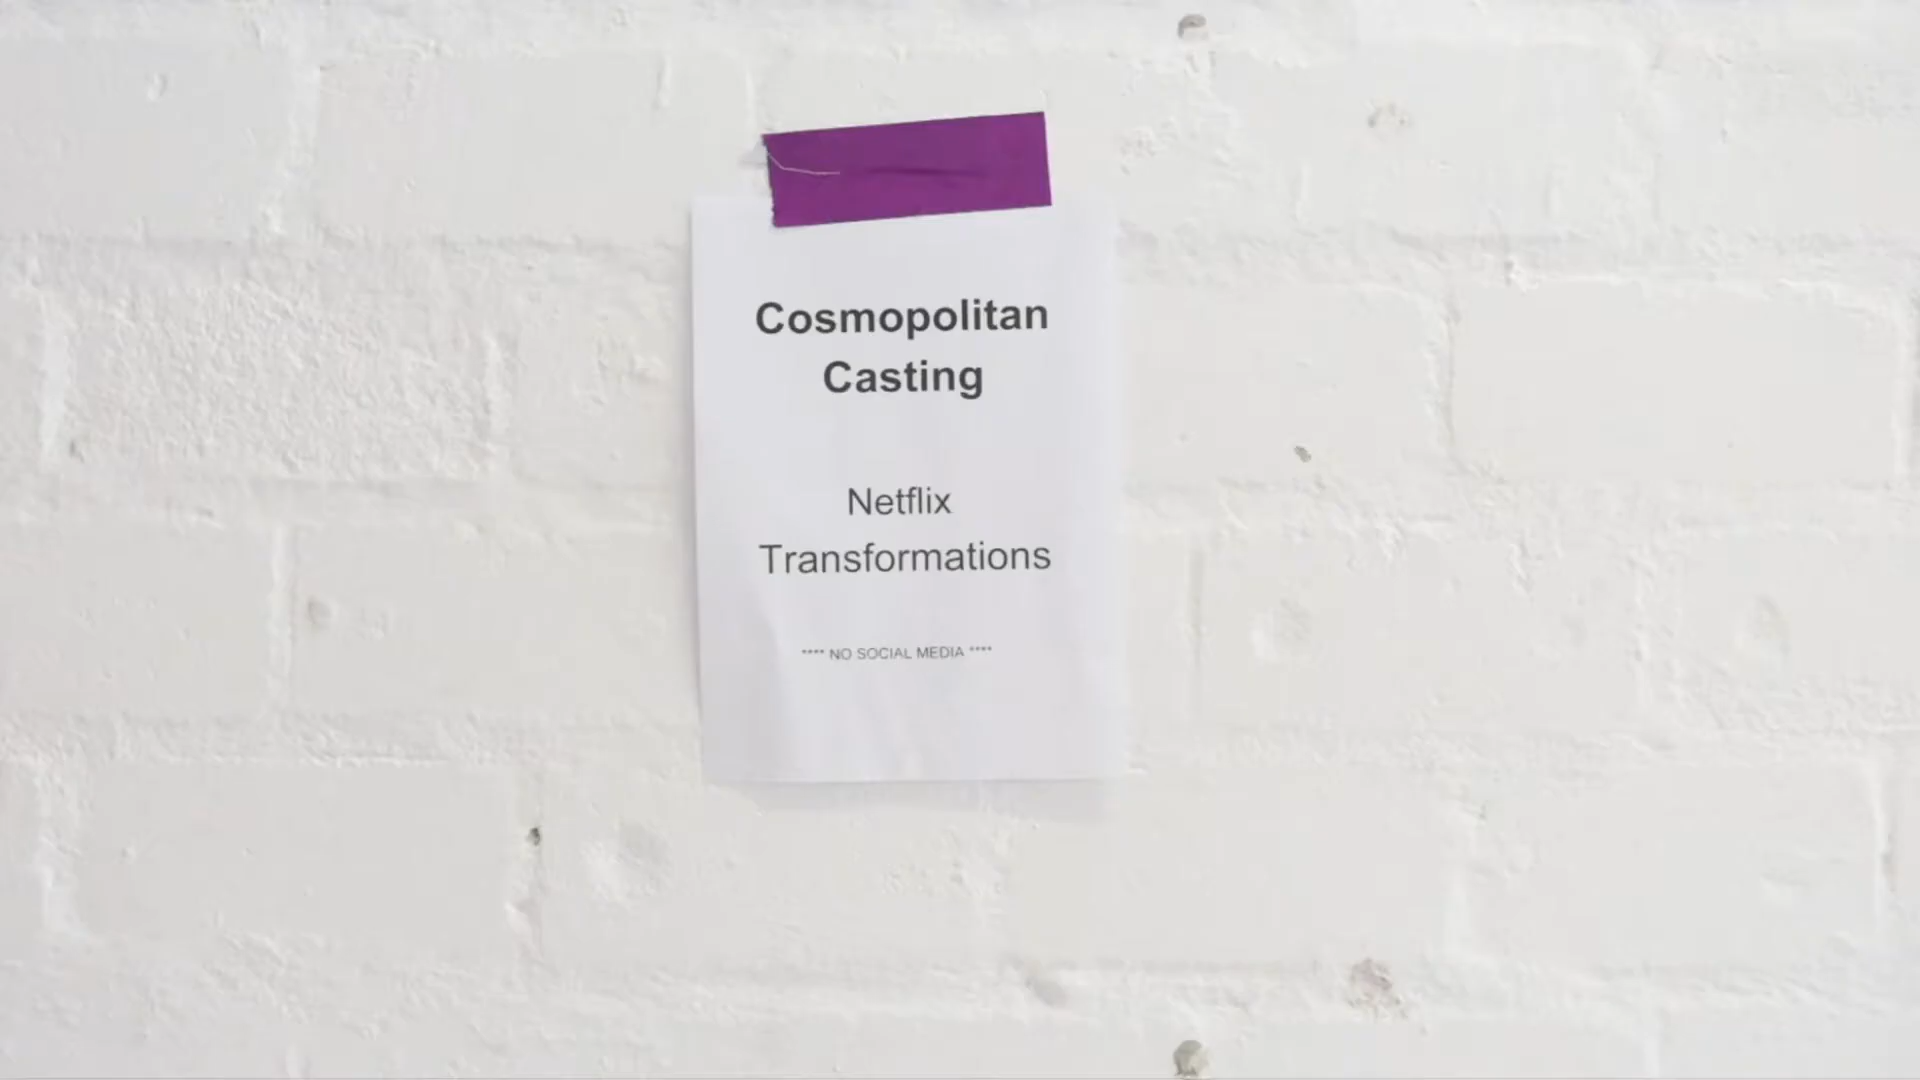 Cosmopolitan
Casting
Netflix
Transformations
**** NO SOCIAL MEDIA ****